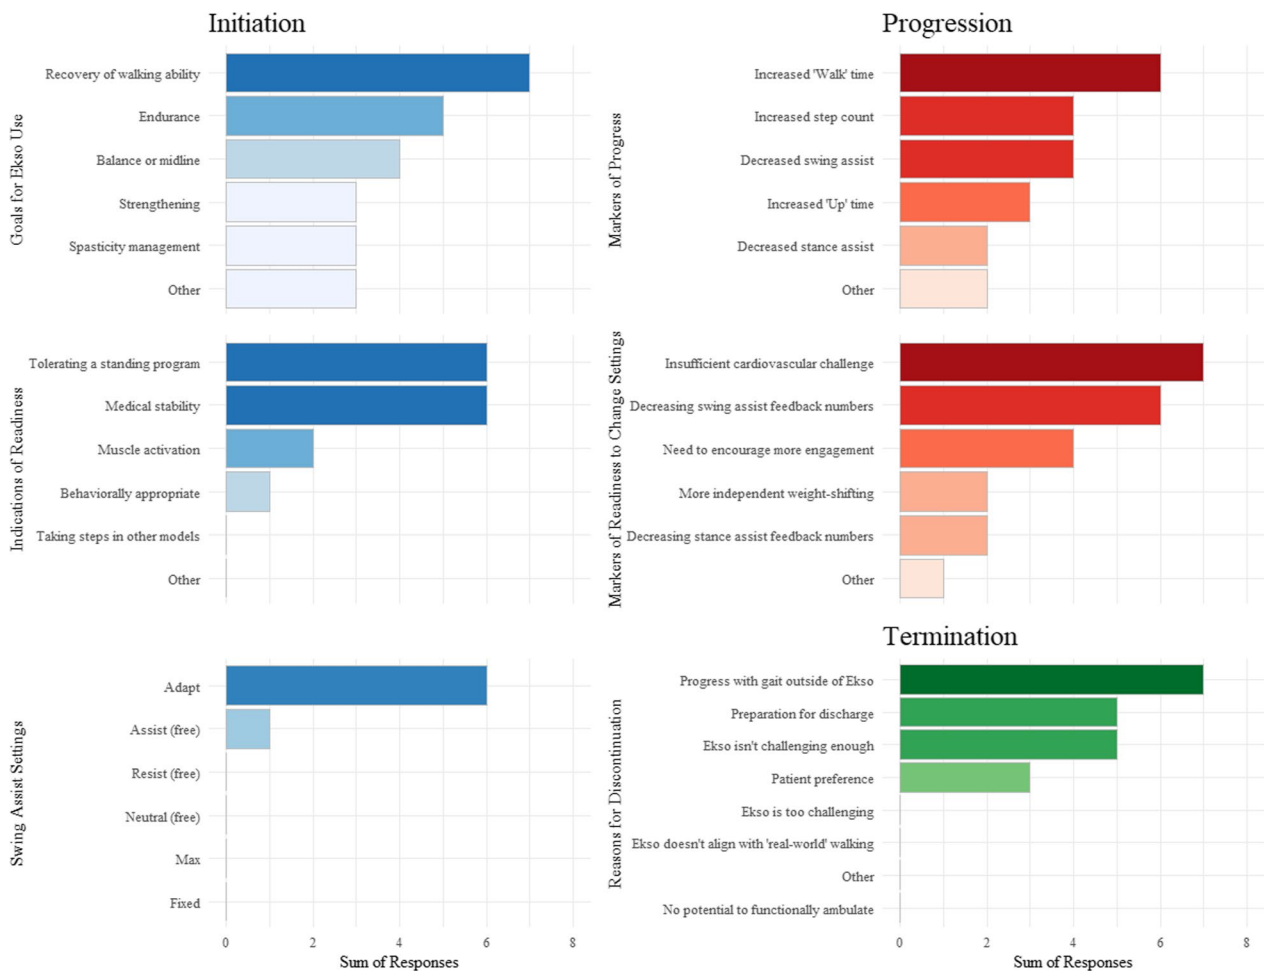 Initiation
Goals for Ekso Use
Recovery of walking ability
Endurance
Balance or midline
Strengthening
Spasticity management
Other
Indications of Readiness
Tolerating a standing program
Medical stability
Muscle activation
Behaviorally appropriate
Taking steps in other models
Other
Swing Assist Settings
Adapt
Assist (free)
Resist (free)
Neutral (free)
Max
Fixed
0 2 4 6 8
Sum of Responses
Progression
Markers of Progress
Increased 'Walk' time
Increased step count
Decreased swing assist
Increased 'Up' time
Decreased stance assist
Other
Markers of Readiness to Change Settings
Insufficient cardiovascular challenge
Decreasing swing assist feedback numbers
Need to encourage more engagement
More independent weight-shifting
Decreasing stance assist feedback numbers
Other
Termination
Reasons for Discontinuation
Progress with gait outside of Ekso
Preparation for discharge
Ekso isn't challenging enough
Patient preference
Ekso is too challenging
Ekso doesn't align with 'real-world' walking
Other
No potential to functionally ambulate
0 2 4 6 8
Sum of Responses